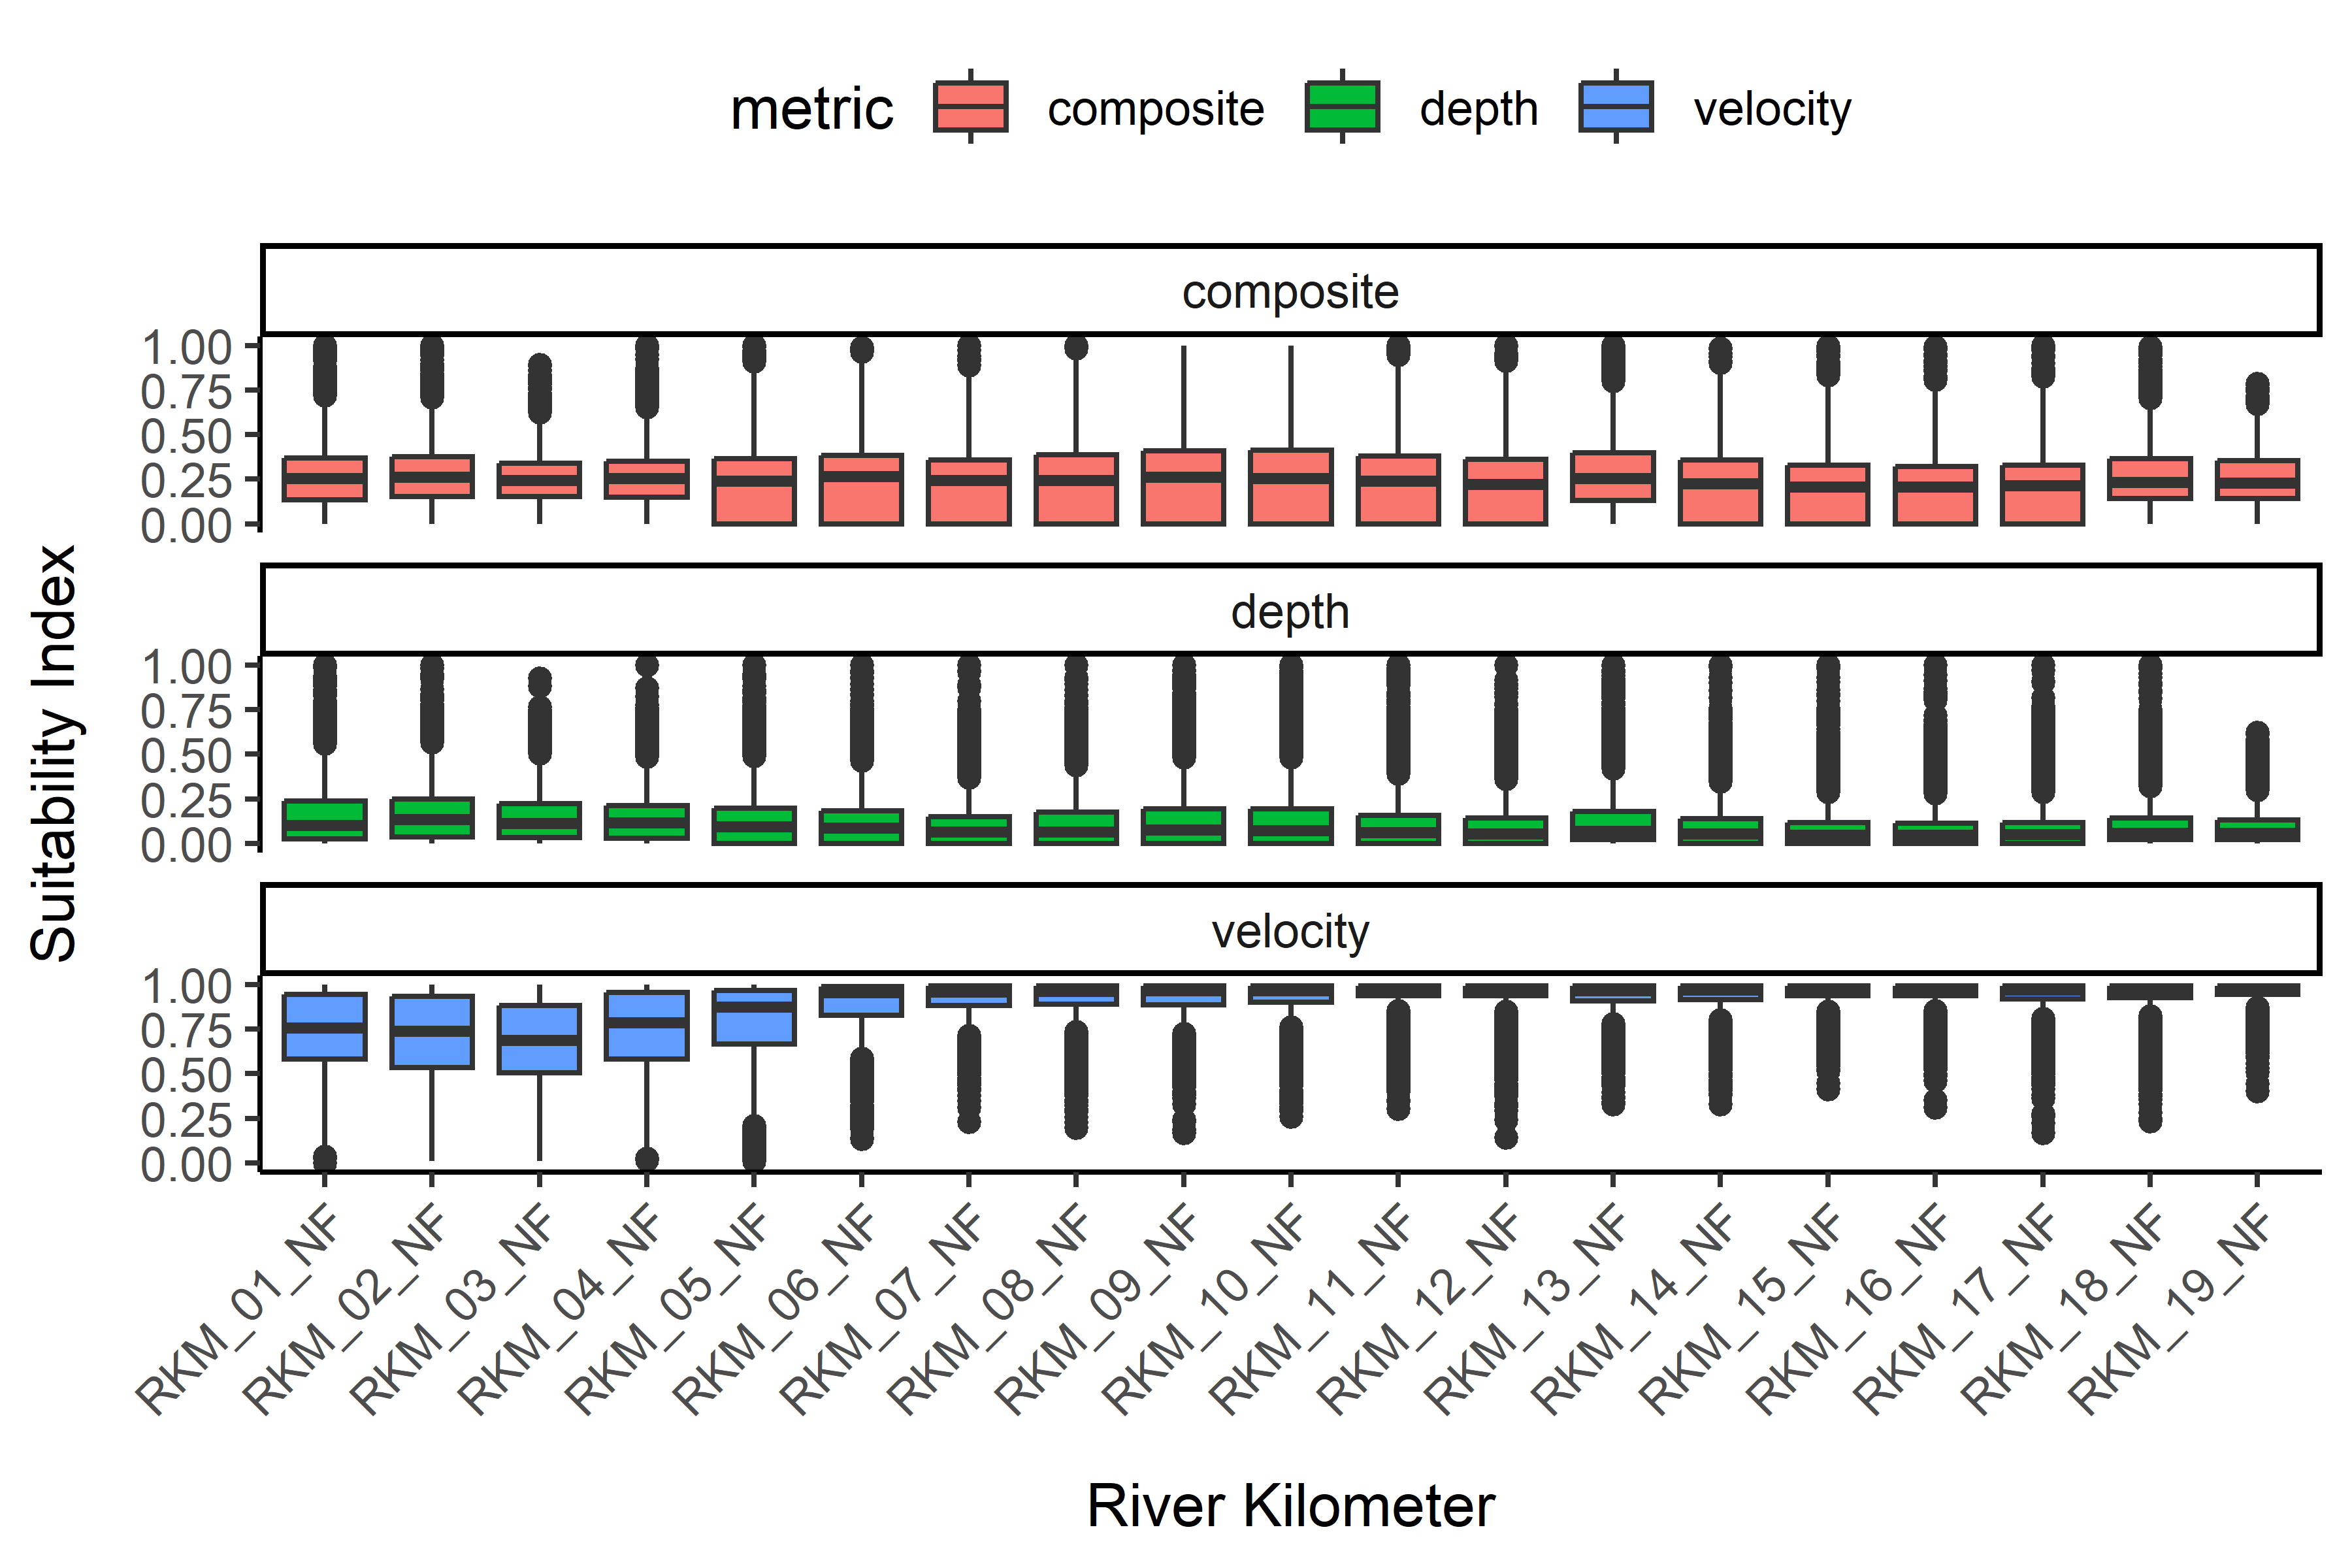 metric composite depth velocity
composite
1.00
0.75
0.50
0.25
0.00
depth
1.00
0.75
0.50
0.25
0.00
velocity
1.00
0.75
0.50
0.25
0.00
Suitability Index
RKM_01_NF
RKM_02_NF
RKM_03_NF
RKM_04_NF
RKM_05_NF
RKM_06_NF
RKM_07_NF
RKM_08_NF
RKM_09_NF
RKM_10_NF
RKM_11_NF
RKM_12_NF
RKM_13_NF
RKM_14_NF
RKM_15_NF
RKM_16_NF
RKM_17_NF
RKM_18_NF
RKM_19_NF
River Kilometer